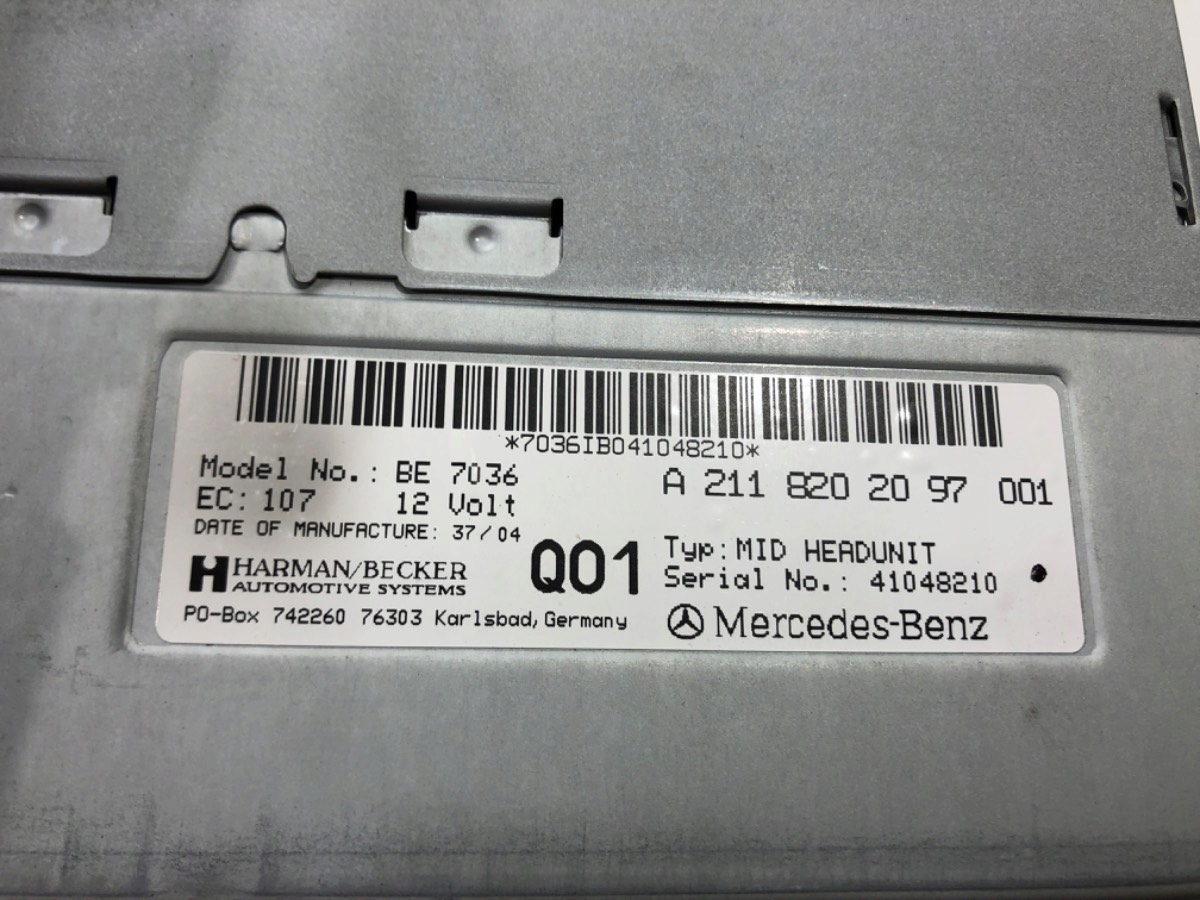 *7036IB041048210*
Model No.: BE 7036
A 211 820 20 97 001
EC: 107 12 Volt
DATE OF MANUFACTURE: 37/04
Q01
Typ: MID HEADUNIT
HARMAN/BECKER
AUTOMOTIVE SYSTEMS
Serial No.: 41048210
PO-Box 742260 76303 Karlsbad, Germany
Mercedes-Benz